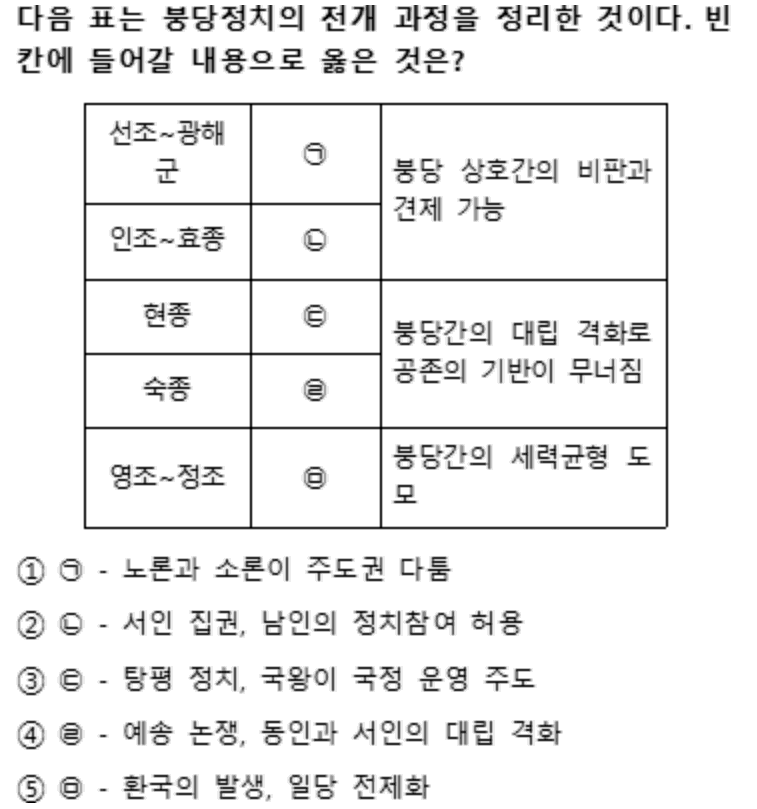 다음 표는 붕당정치의 전개 과정을 정리한 것이다. 빈
칸에 들어갈 내용으로 옳은 것은?
선조~광해
군
㉠
붕당 상호간의 비판과
견제 가능
인조~효종
㉡
현종
㉢
붕당간의 대립 격화로
공존의 기반이 무너짐
숙종
㉣
영조~정조
㉤
붕당간의 세력균형 도
모
① ㉠ - 노론과 소론이 주도권 다툼
② ㉡ - 서인 집권, 남인의 정치참여 허용
③ ㉢ - 탕평 정치, 국왕이 국정 운영 주도
④ ㉣ - 예송 논쟁, 동인과 서인의 대립 격화
⑤ ㉤ - 환국의 발생, 일당 전제화